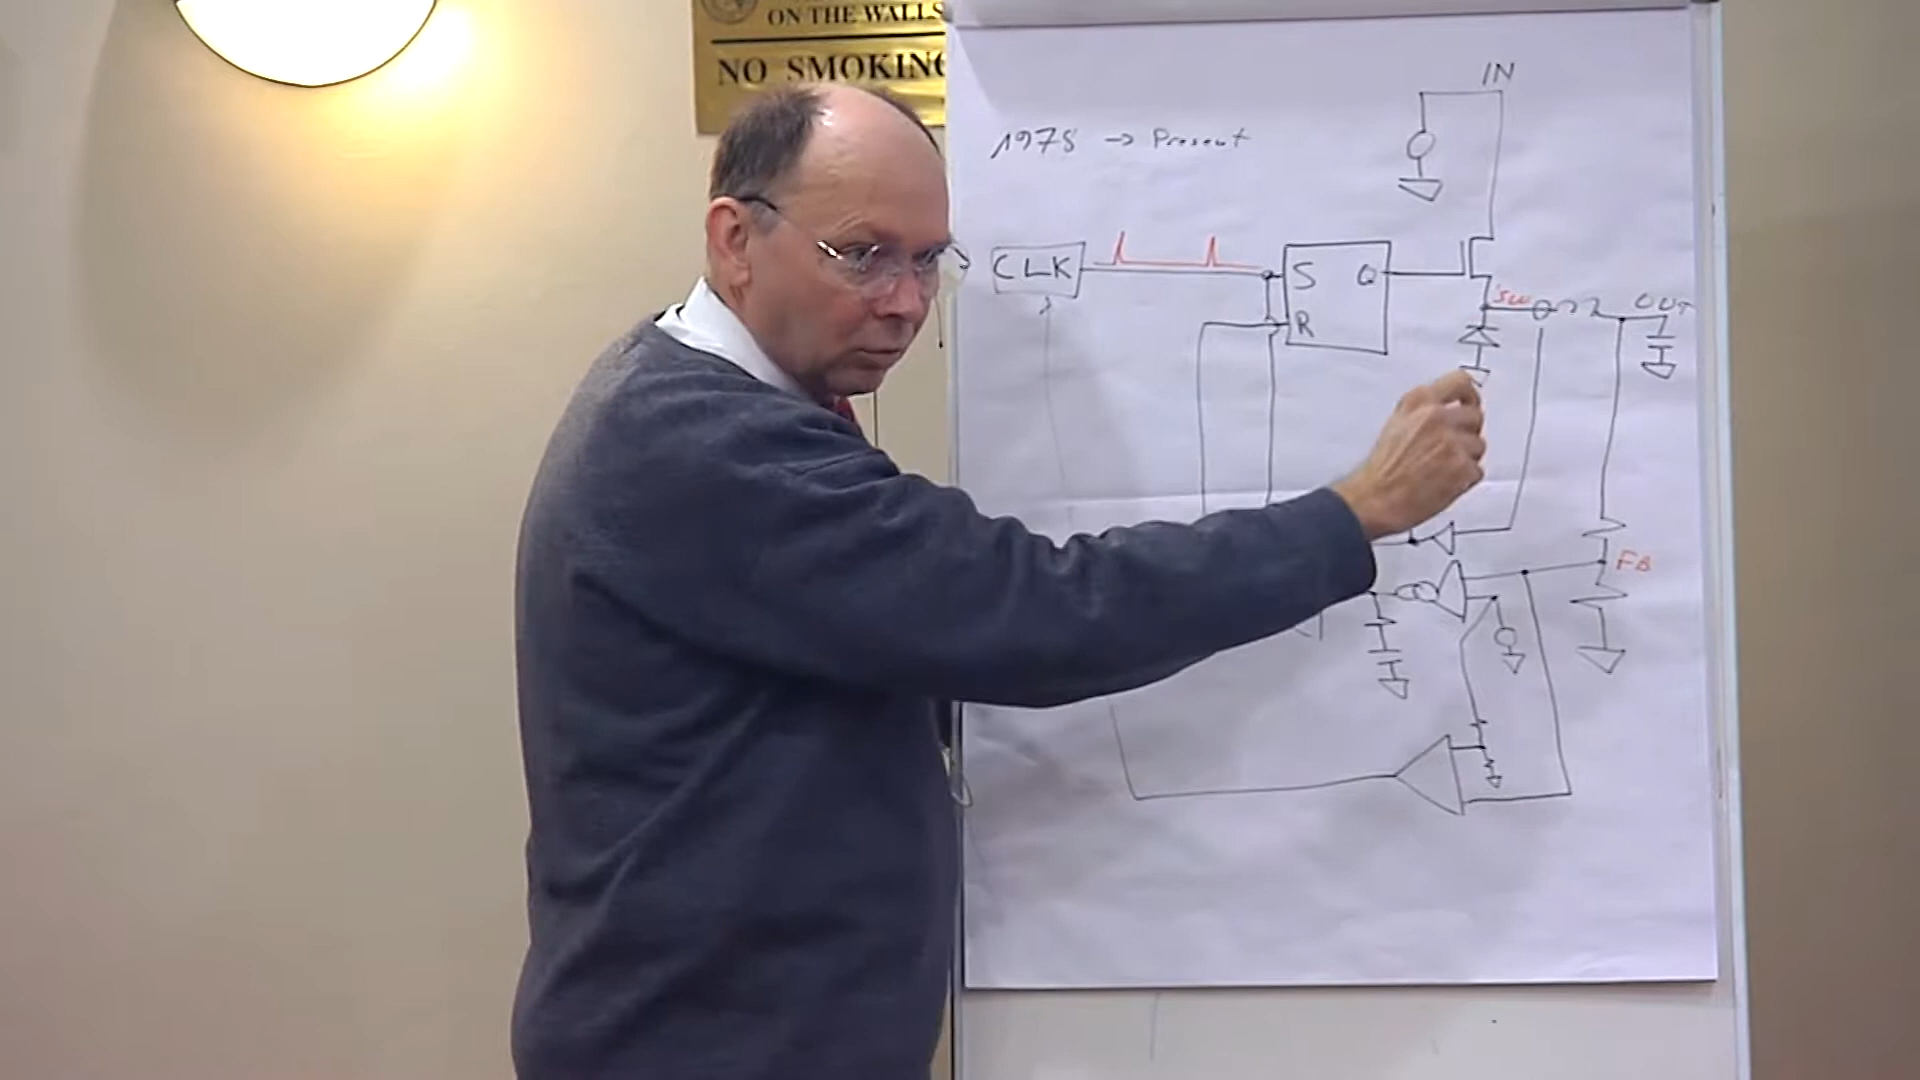 ON THE WALLS
NO SMOKING
IN
1978 → Present
CLK
S Q
R
SW
OUT
FB